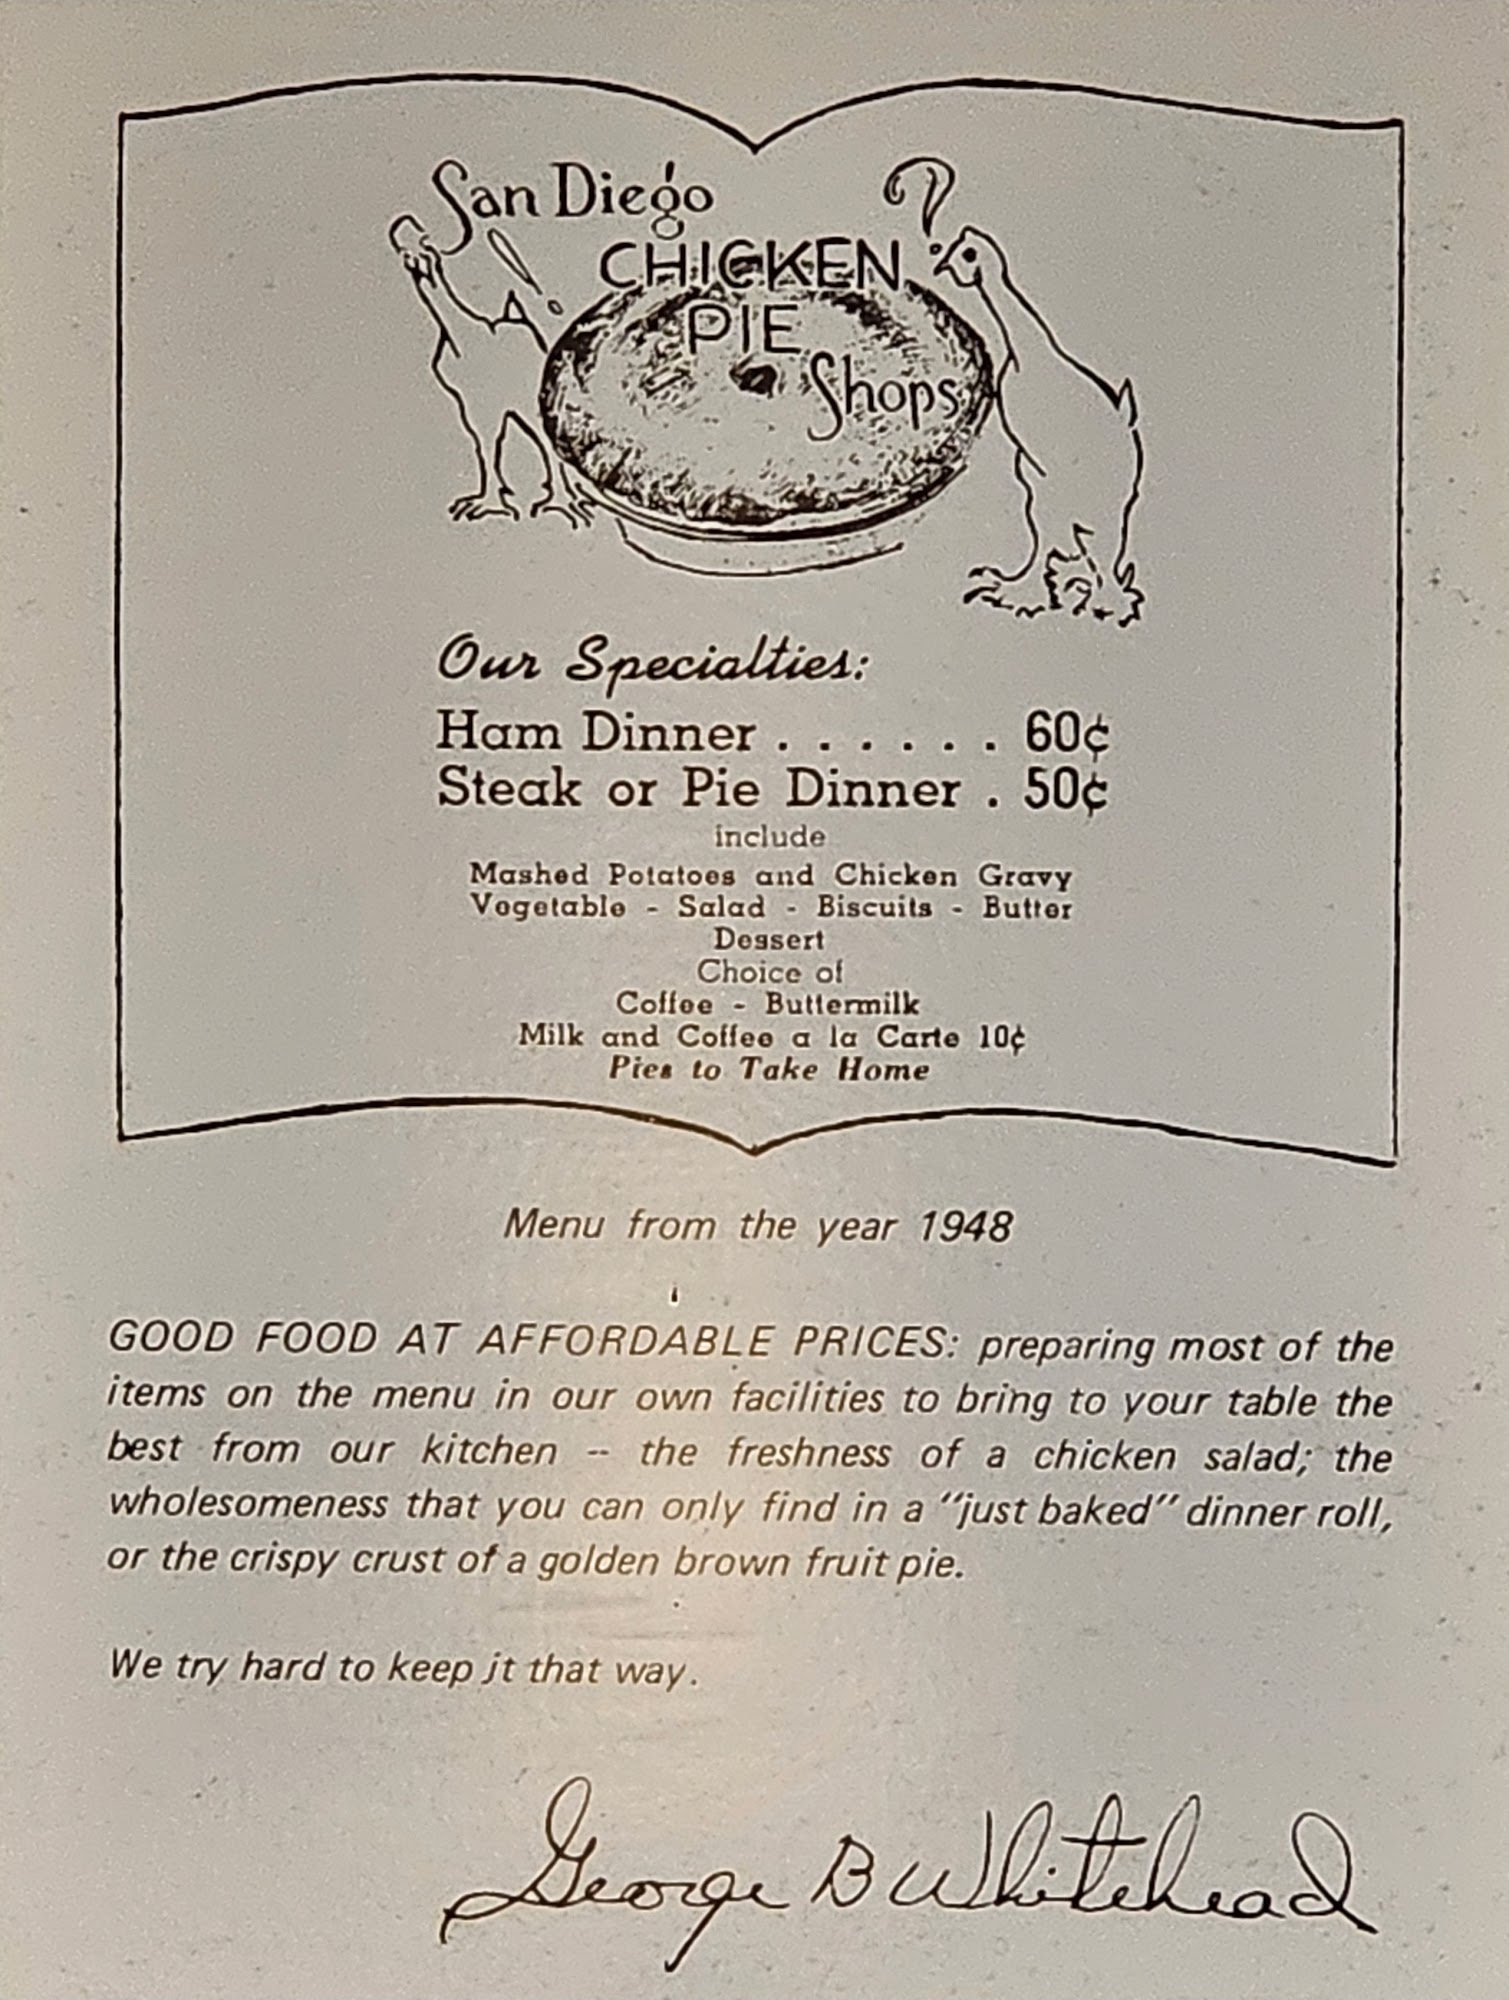 San Diego
CHICKEN
PIE
Shops
Our Specialties:
Ham Dinner . . . . . . 60¢
Steak or Pie Dinner . 50¢
include
Mashed Potatoes and Chicken Gravy
Vegetable - Salad - Biscuits - Butter
Dessert
Choice of
Coffee - Buttermilk
Milk and Coffee a la Carte 10¢
Pies to Take Home
Menu from the year 1948
GOOD FOOD AT AFFORDABLE PRICES: preparing most of the
items on the menu in our own facilities to bring to your table the
best from our kitchen -- the freshness of a chicken salad; the
wholesomeness that you can only find in a "just baked" dinner roll,
or the crispy crust of a golden brown fruit pie.
We try hard to keep it that way.
George B Whitehead